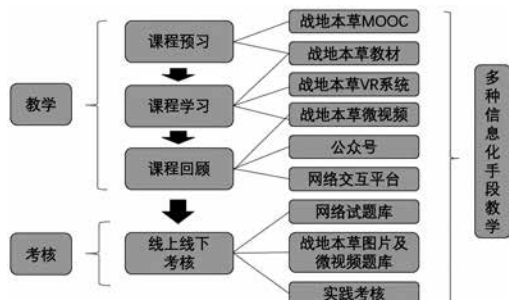 教学
考核
课程预习
课程学习
课程回顾
线上线下
考核
战地本草MOOC
战地本草教材
战地本草VR系统
战地本草微视频
公众号
网络交互平台
网络试题库
战地本草图片及
微视频题库
实践考核
多种信息化手段教学